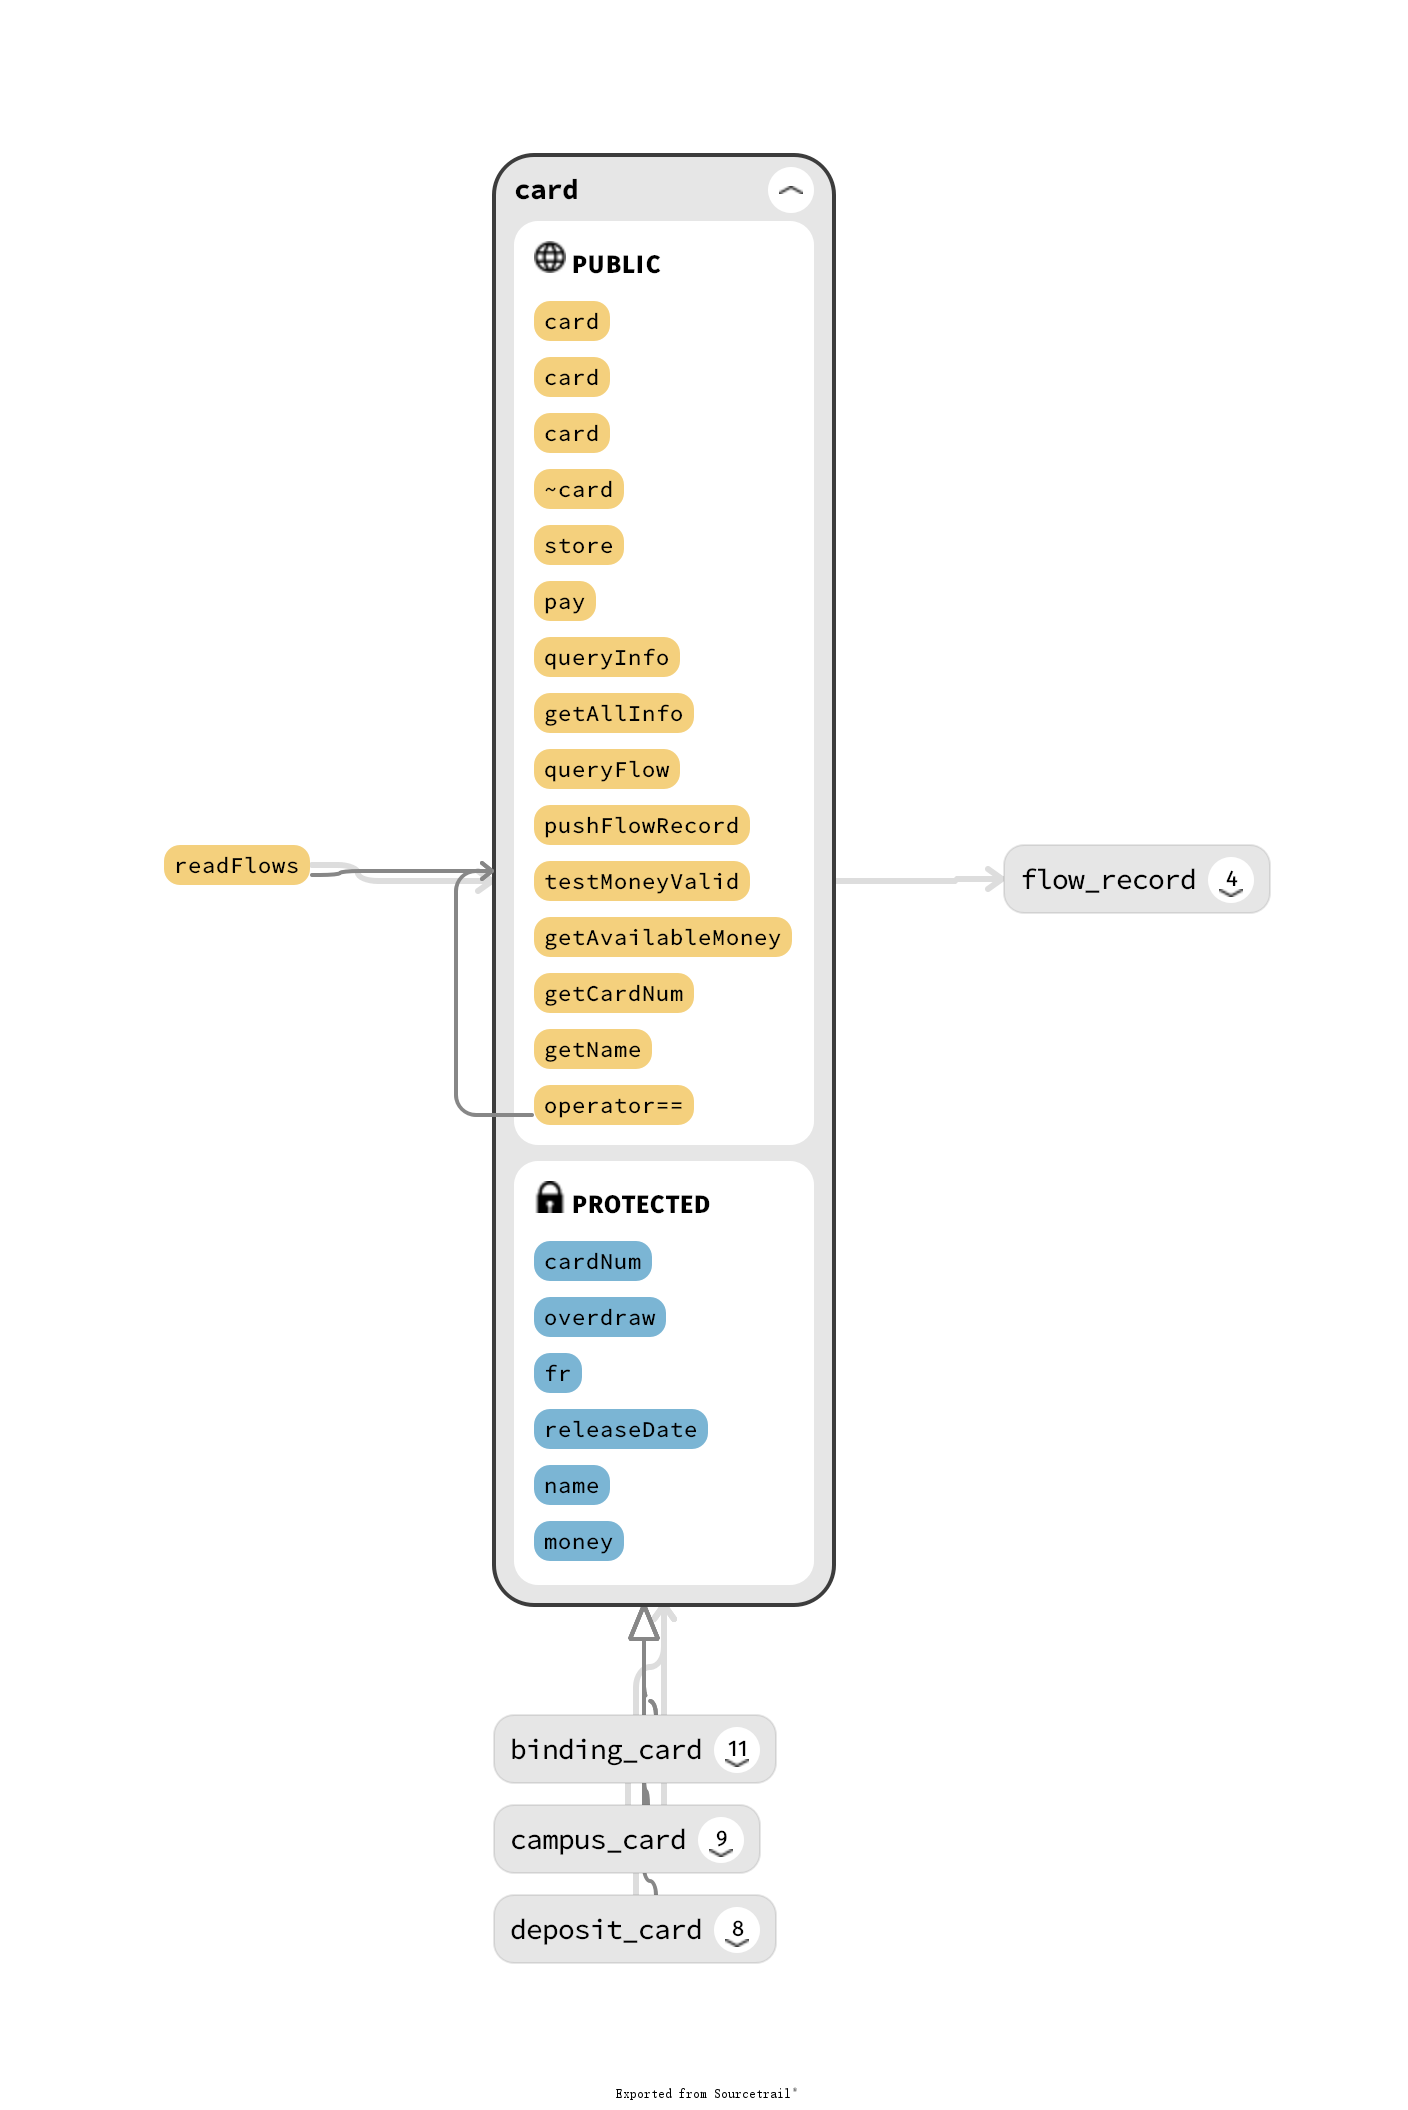 card
PUBLIC
card
card
card
~card
store
pay
queryInfo
getAllInfo
queryFlow
pushFlowRecord
testMoneyValid
getAvailableMoney
getCardNum
getName
operator==
readFlows
flow_record 4
PROTECTED
cardNum
overdraw
fr
releaseDate
name
money
binding_card 11
campus_card 9
deposit_card 8
Exported from Sourcetrail®